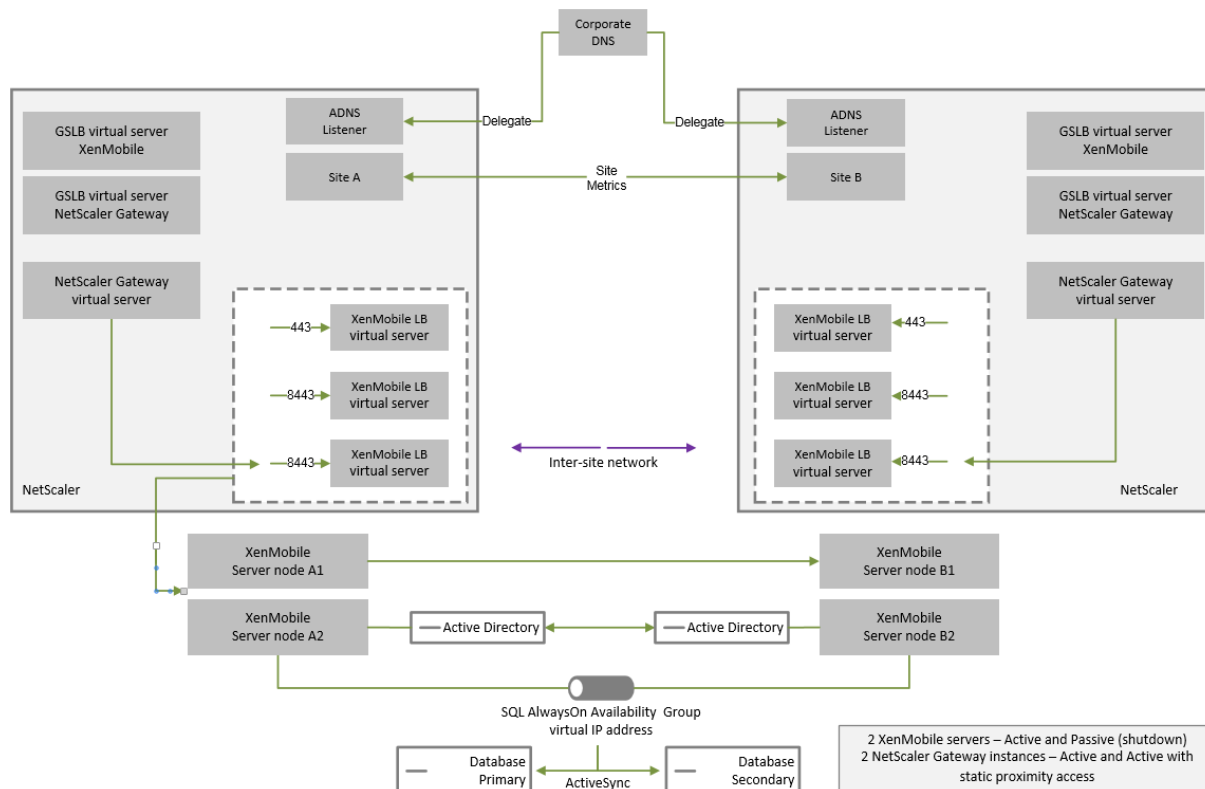 Corporate
DNS
ADNS
Listener
Delegate
Delegate
ADNS
Listener
GSLB virtual server
XenMobile
GSLB virtual server
XenMobile
Site A
Site
Metrics
Site B
GSLB virtual server
NetScaler Gateway
GSLB virtual server
NetScaler Gateway
NetScaler Gateway
virtual server
NetScaler Gateway
virtual server
443
XenMobile LB
virtual server
XenMobile LB
virtual server
443
8443
XenMobile LB
virtual server
XenMobile LB
virtual server
8443
8443
XenMobile LB
virtual server
Inter-site network
XenMobile LB
virtual server
8443
NetScaler
NetScaler
XenMobile
Server node A1
XenMobile
Server node B1
XenMobile
Server node A2
Active Directory
Active Directory
XenMobile
Server node B2
SQL AlwaysOn Availability Group
virtual IP address
Database
Primary
ActiveSync
Database
Secondary
2 XenMobile servers – Active and Passive (shutdown)
2 NetScaler Gateway instances – Active and Active with
static proximity access